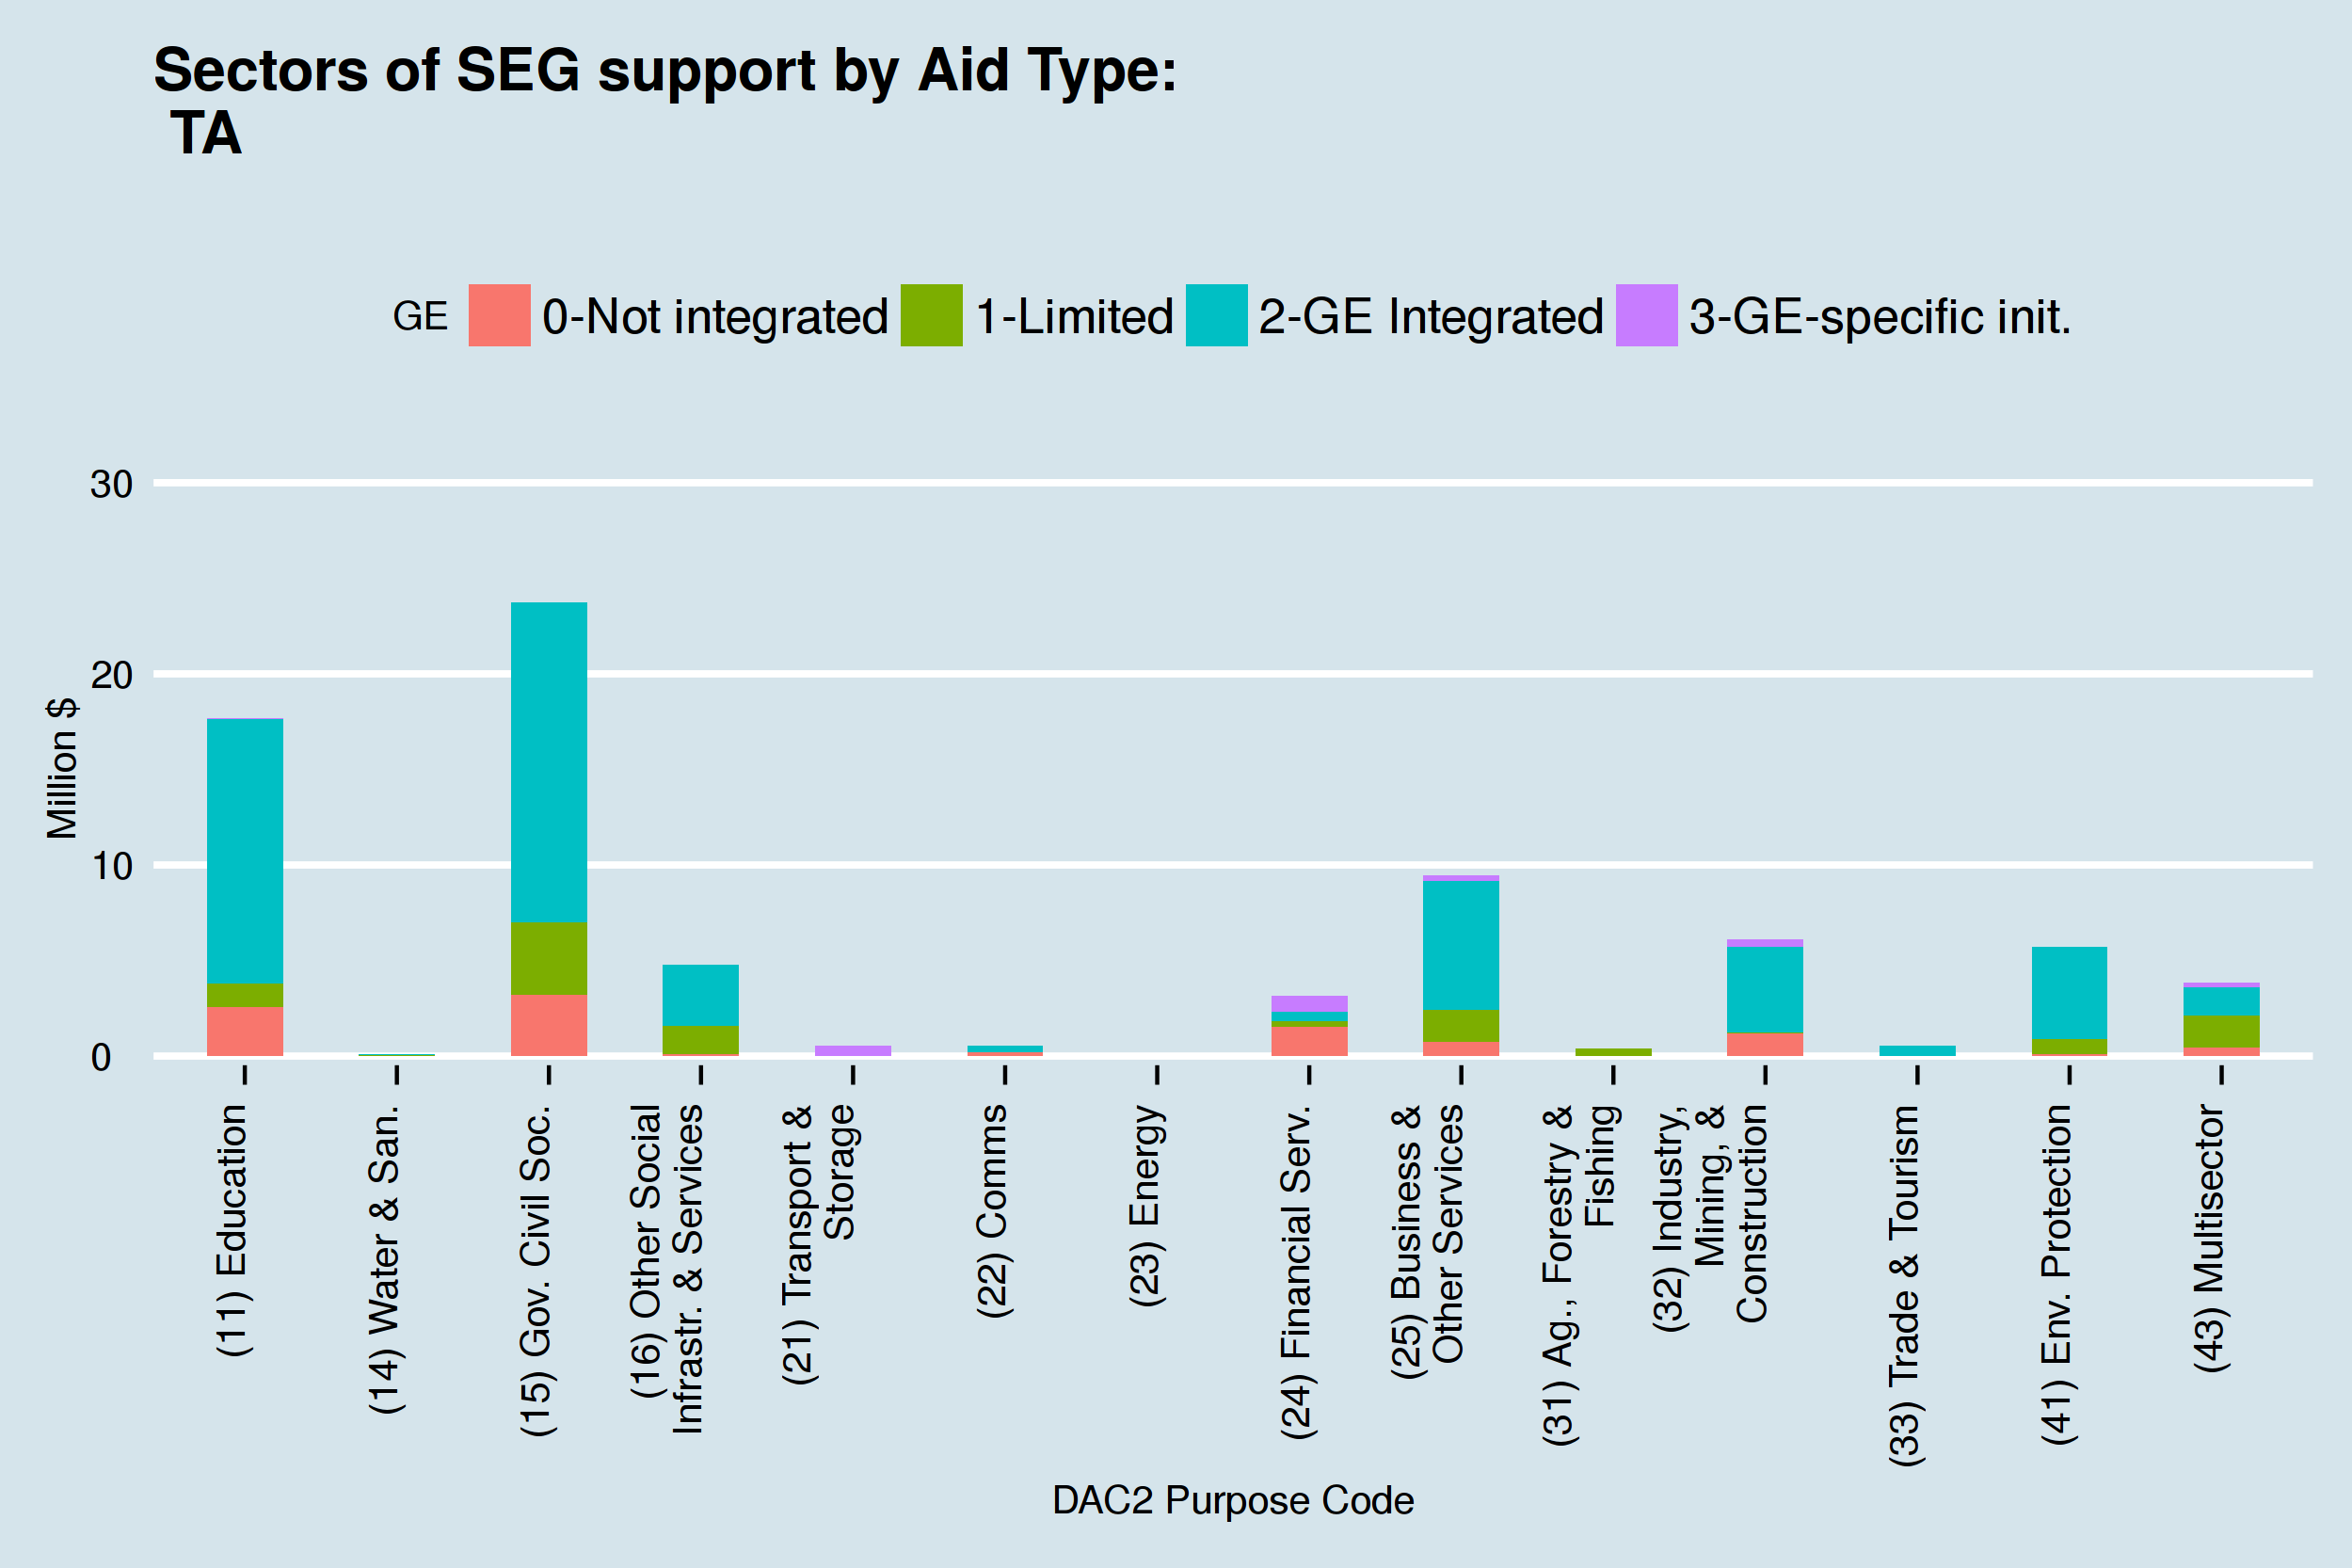 Sectors of SEG support by Aid Type:
TA
GE 0-Not integrated 1-Limited 2-GE Integrated 3-GE-specific init.
Million $
30
20
10
0
(11) Education
(14) Water & San.
(15) Gov. Civil Soc.
(16) Other Social
Infrastr. & Services
(21) Transport &
Storage
(22) Comms
(23) Energy
(24) Financial Serv.
(25) Business &
Other Services
(31) Ag., Forestry &
Fishing
(32) Industry,
Mining, &
Construction
(33) Trade & Tourism
(41) Env. Protection
(43) Multisector
DAC2 Purpose Code